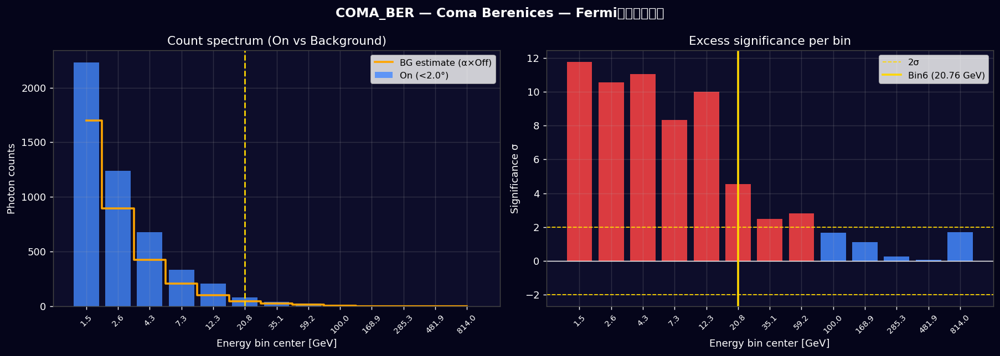 COMA_BER — Coma Berenices — Fermi
Count spectrum (On vs Background)
Photon counts
2000
1500
1000
500
0
BG estimate (α×Off)
On (<2.0°)
1.5 2.6 4.3 7.3 12.3 20.8 35.1 59.2 100.0 168.9 285.3 481.9 814.0
Energy bin center [GeV]
Excess significance per bin
Significance σ
12
10
8
6
4
2
0
−2
2σ
Bin6 (20.76 GeV)
1.5 2.6 4.3 7.3 12.3 20.8 35.1 59.2 100.0 168.9 285.3 481.9 814.0
Energy bin center [GeV]